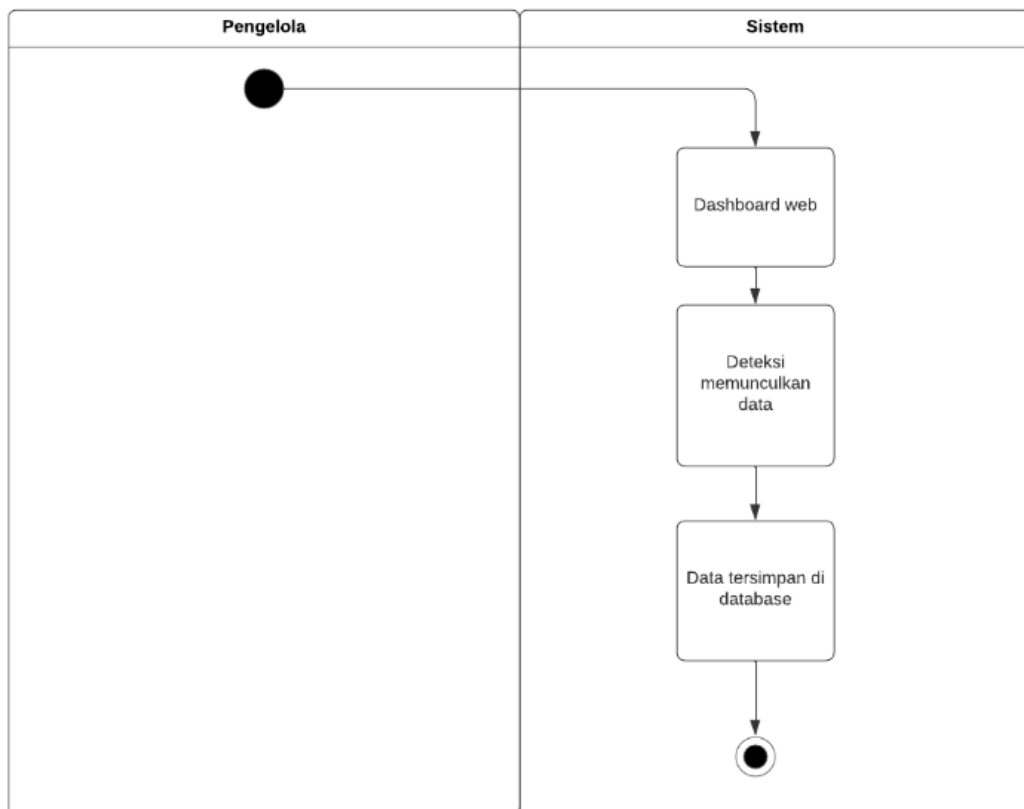 Pengelola
Sistem
Dashboard web
Deteksi
memunculkan
data
Data tersimpan di
database